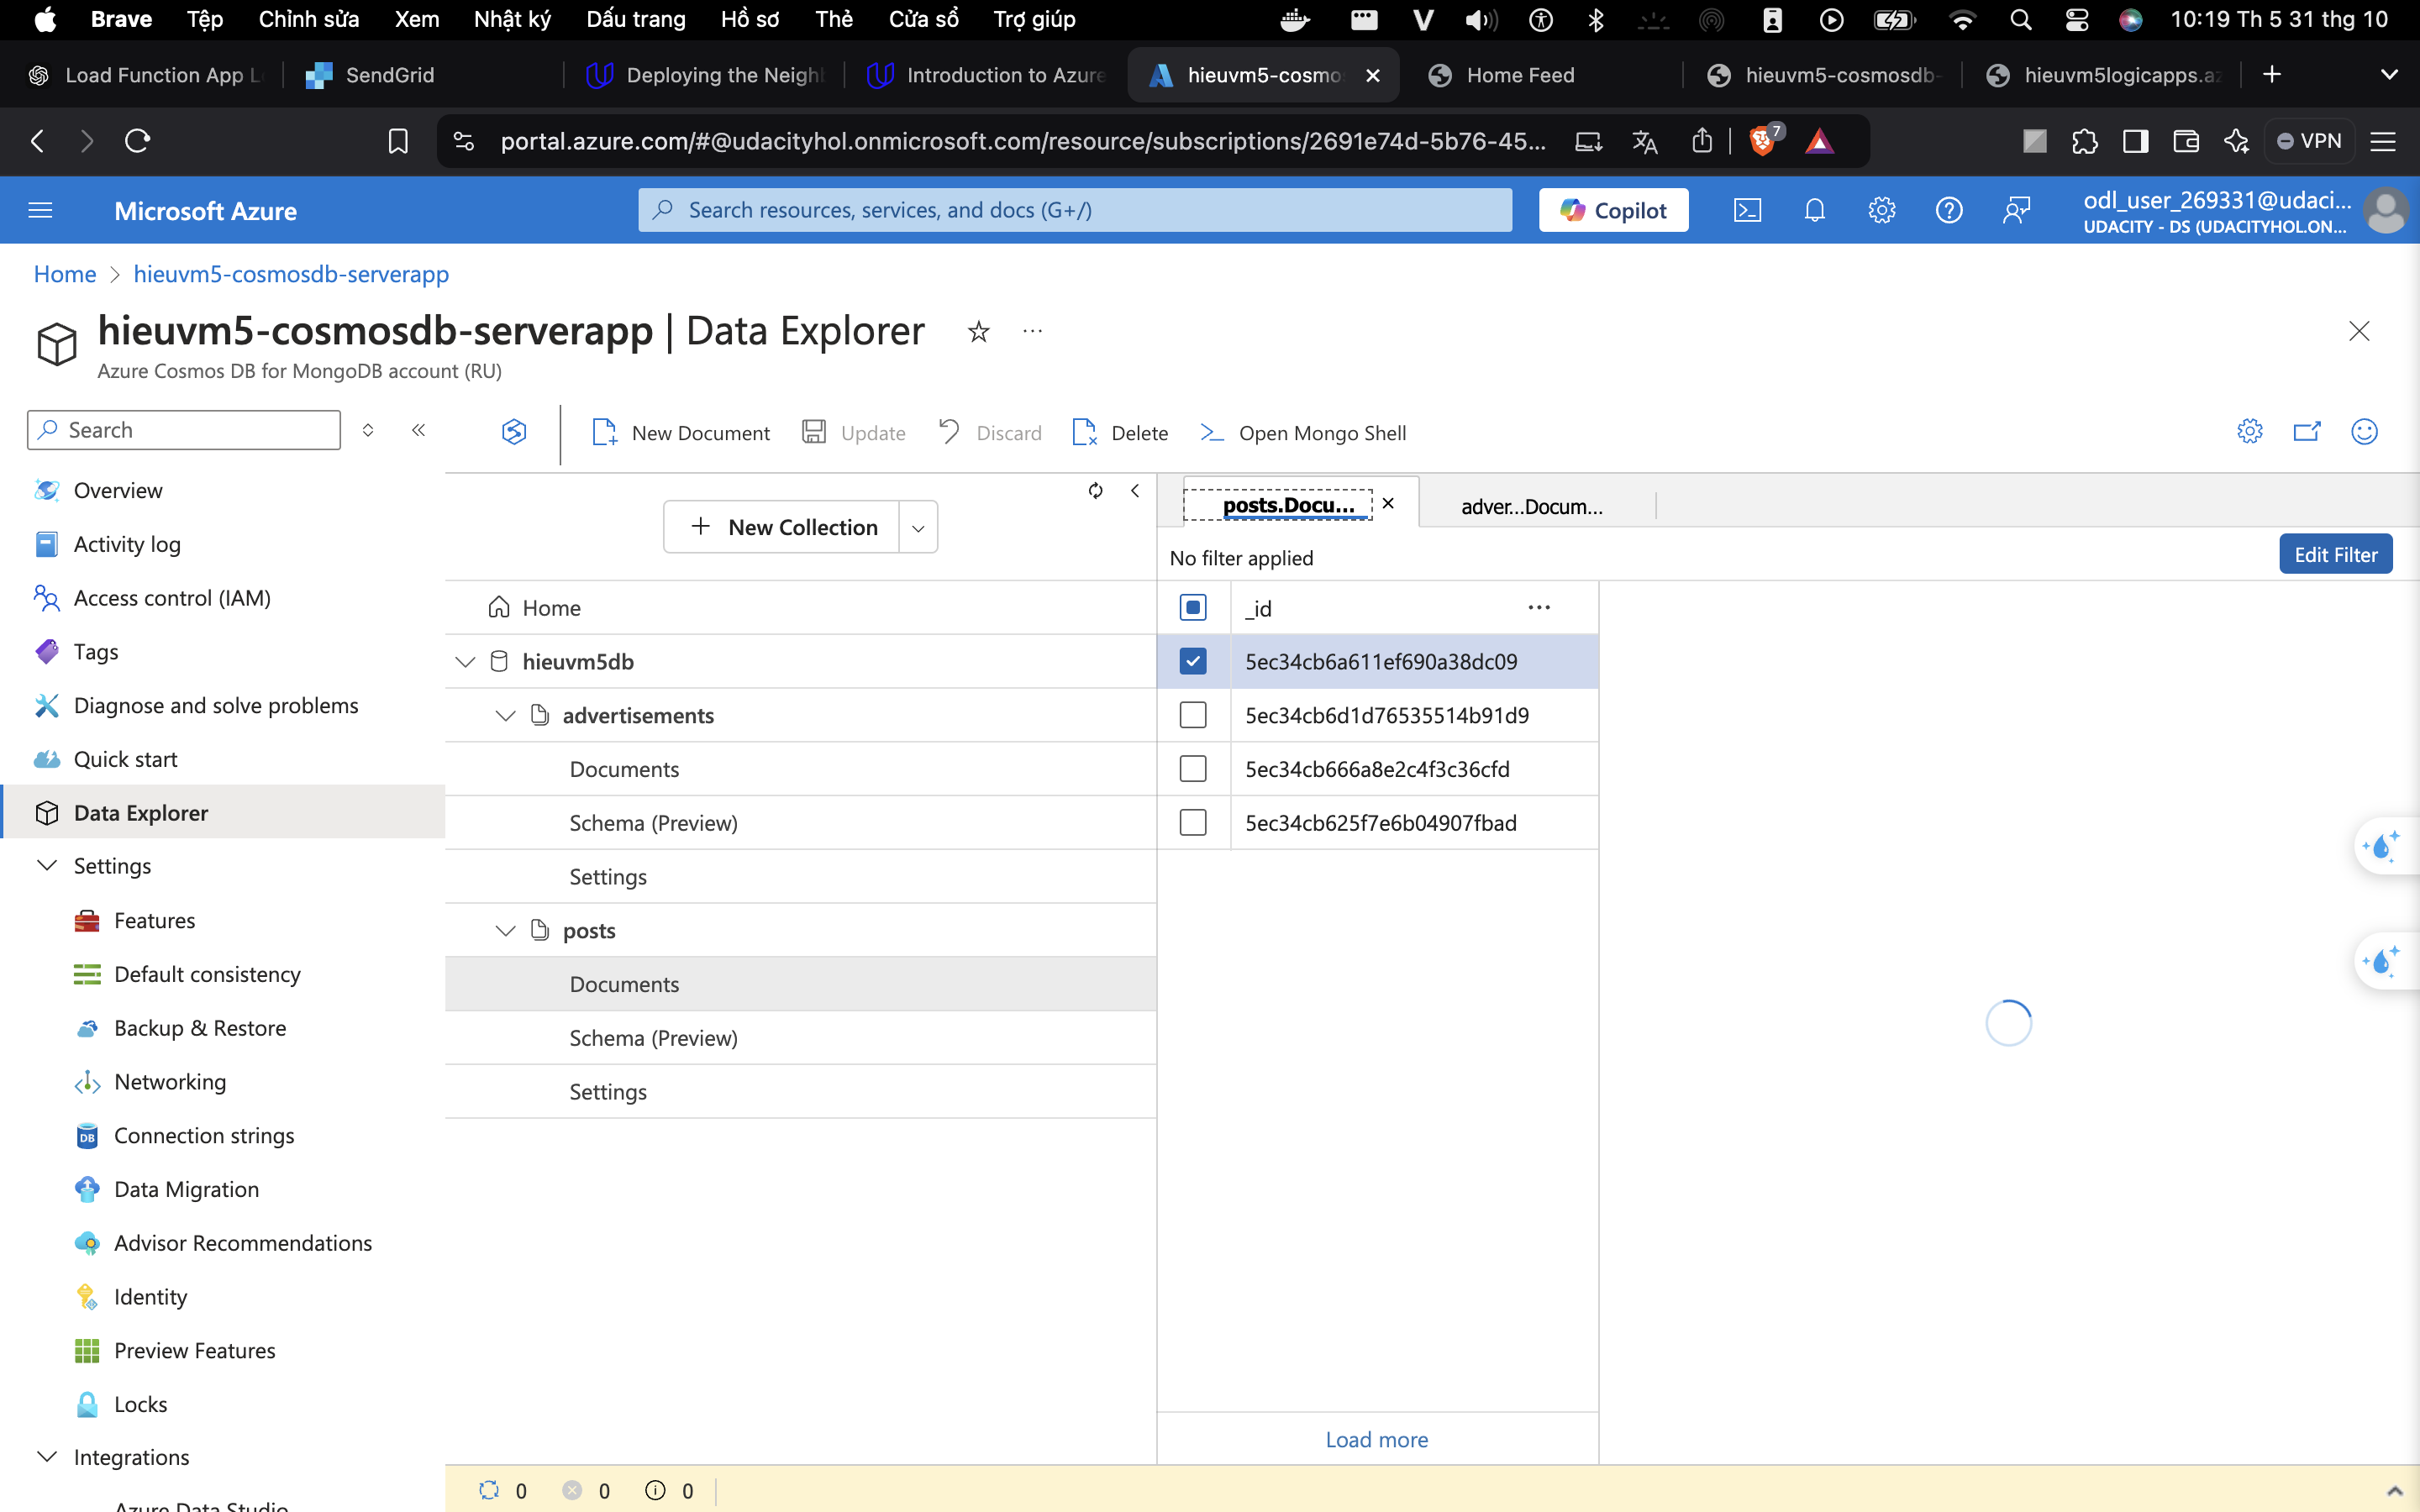 Brave Tệp Chỉnh sửa Xem Nhật ký Dấu trang Hồ sơ Thẻ Cửa sổ Trợ giúp 10:19 Th 5 31 thg 10
Load Function App L SendGrid Deploying the Neighb Introduction to Azure hieuvm5-cosmo Home Feed hieuvm5-cosmosdb- hieuvm5logicapps.az
portal.azure.com/#@udacityhol.onmicrosoft.com/resource/subscriptions/2691e74d-5b76-45... 7 VPN
Microsoft Azure
Search resources, services, and docs (G+/)
Copilot
odl_user_269331@udaci...
UDACITY - DS (UDACITYHOL.ON...
Home > hieuvm5-cosmosdb-serverapp
hieuvm5-cosmosdb-serverapp | Data Explorer
Azure Cosmos DB for MongoDB account (RU)
Search
New Document Update Discard Delete Open Mongo Shell
Overview
Activity log
Access control (IAM)
Tags
Diagnose and solve problems
Quick start
Data Explorer
Settings
Features
Default consistency
Backup & Restore
Networking
Connection strings
Data Migration
Advisor Recommendations
Identity
Preview Features
Locks
Integrations
Azure Data Studio
New Collection
Home
hieuvm5db
advertisements
Documents
Schema (Preview)
Settings
posts
Documents
Schema (Preview)
Settings
posts.Docu... adver...Docum...
No filter applied
Edit Filter
_id
5ec34cb6a611ef690a38dc09
5ec34cb6d1d76535514b91d9
5ec34cb666a8e2c4f3c36cfd
5ec34cb625f7e6b04907fbad
Load more
0 0 0